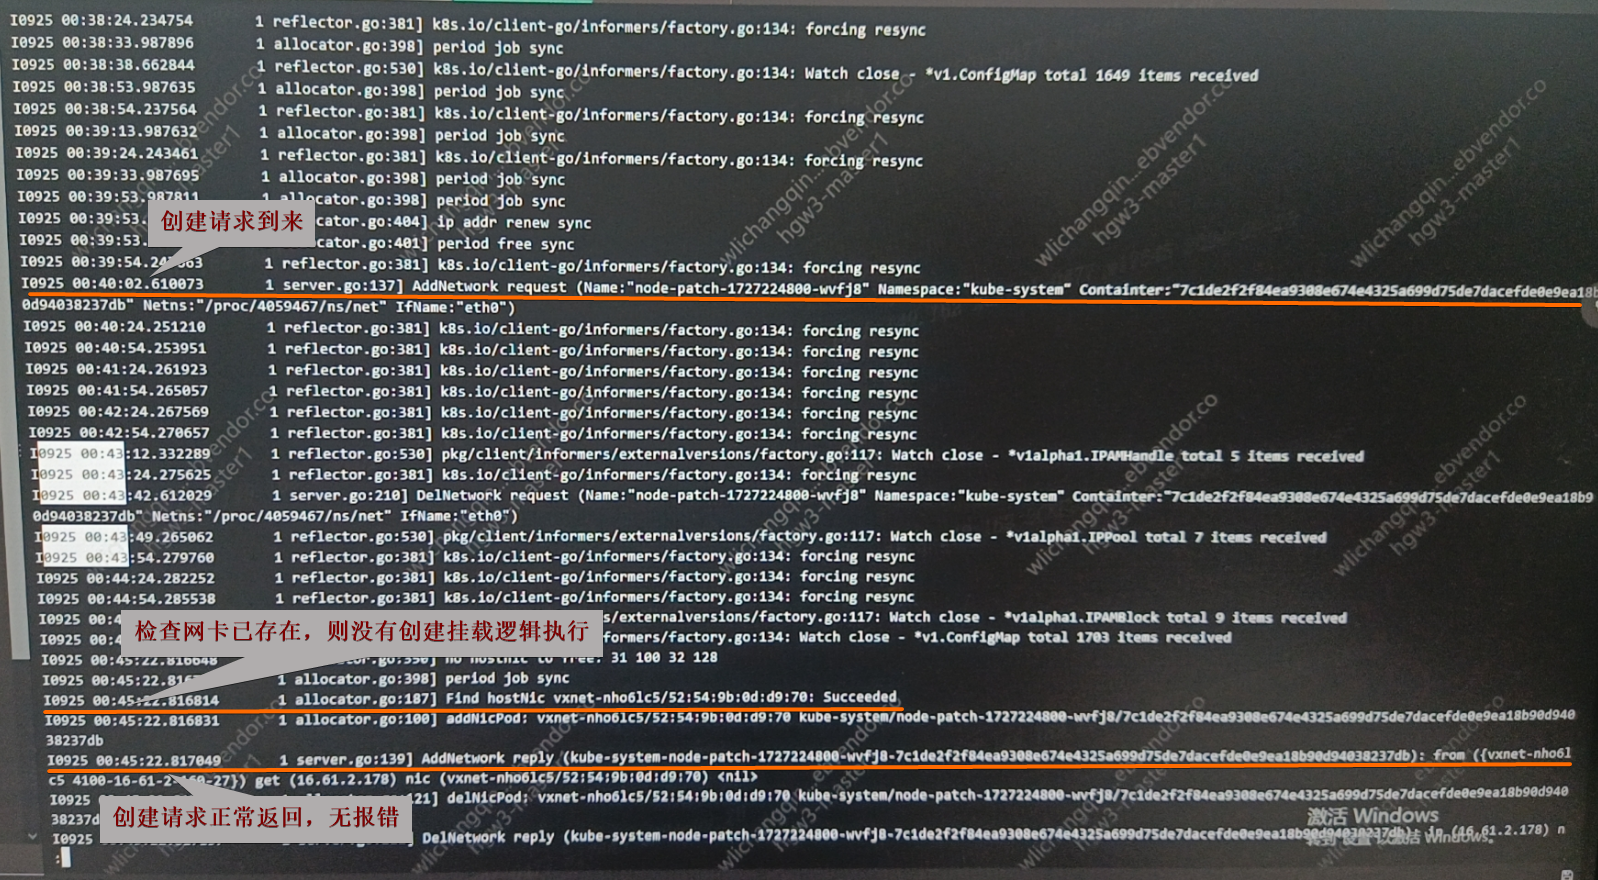 I0925 00:38:24.234754 1 reflector.go:381] k8s.io/client-go/informers/factory.go:134: forcing resync
I0925 00:38:33.987896 1 allocator.go:398] period job sync
I0925 00:38:38.662844 1 reflector.go:530] k8s.io/client-go/informers/factory.go:134: Watch close - *v1.ConfigMap total 1649 items received
I0925 00:38:53.987635 1 allocator.go:398] period job sync
I0925 00:38:54.237564 1 reflector.go:381] k8s.io/client-go/informers/factory.go:134: forcing resync
I0925 00:39:13.987632 1 allocator.go:398] period job sync
I0925 00:39:24.243461 1 reflector.go:381] k8s.io/client-go/informers/factory.go:134: forcing resync
I0925 00:39:33.987695 1 allocator.go:398] period job sync
I0925 00:39:53.987811 1 allocator.go:398] period job sync
I0925 00:39:53. ocator.go:404] ip addr renew sync
创建请求到来
I0925 00:39:53. ocator.go:401] period free sync
I0925 00:39:54. 1 reflector.go:381] k8s.io/client-go/informers/factory.go:134: forcing resync
I0925 00:40:02.610073 1 server.go:137] AddNetwork request (Name:"node-patch-1727224800-wvfj8" Namespace:"kube-system" Containter:"7c1de2f2f84ea9308e674e4325a699d75de7dacefde0e9ea18b
0d94038237db" Netns:"/proc/4059467/ns/net" IfName:"eth0")
I0925 00:40:24.251210 1 reflector.go:381] k8s.io/client-go/informers/factory.go:134: forcing resync
I0925 00:40:54.253951 1 reflector.go:381] k8s.io/client-go/informers/factory.go:134: forcing resync
I0925 00:41:24.261923 1 reflector.go:381] k8s.io/client-go/informers/factory.go:134: forcing resync
I0925 00:41:54.265057 1 reflector.go:381] k8s.io/client-go/informers/factory.go:134: forcing resync
I0925 00:42:24.267569 1 reflector.go:381] k8s.io/client-go/informers/factory.go:134: forcing resync
I0925 00:42:54.270657 1 reflector.go:381] k8s.io/client-go/informers/factory.go:134: forcing resync
I0925 00:43:12.332289 1 reflector.go:530] pkg/client/informers/externalversions/factory.go:117: Watch close - *v1alpha1.IPAMHandle total 5 items received
I0925 00:43:24.275625 1 reflector.go:381] k8s.io/client-go/informers/factory.go:134: forcing resync
I0925 00:43:42.612029 1 server.go:210] DelNetwork request (Name:"node-patch-1727224800-wvfj8" Namespace:"kube-system" Containter:"7c1de2f2f84ea9308e674e4325a699d75de7dacefde0e9ea18b9
0d94038237db" Netns:"/proc/4059467/ns/net" IfName:"eth0")
I0925 00:43:49.265062 1 reflector.go:530] pkg/client/informers/externalversions/factory.go:117: Watch close - *v1alpha1.IPPool total 7 items received
I0925 00:43:54.279760 1 reflector.go:381] k8s.io/client-go/informers/factory.go:134: forcing resync
I0925 00:44:24.282252 1 reflector.go:381] k8s.io/client-go/informers/factory.go:134: forcing resync
I0925 00:44:54.285538 1 reflector.go:381] k8s.io/client-go/informers/factory.go:134: forcing resync
I0925 00:4 s/externalversions/factory.go:117: Watch close - *v1alpha1.IPAMBlock total 9 items received
检查网卡已存在，则没有创建挂载逻辑执行
I0925 00:4 nformers/factory.go:134: Watch close - *v1.ConfigMap total 1703 items received
I0925 00:45:22.816648 no hostnic to free: 31 100 32 128
I0925 00:45:22.81 1 allocator.go:398] period job sync
I0925 00:45:22.816814 1 allocator.go:187] Find hostNic vxnet-nho6lc5/52:54:9b:0d:d9:70: Succeeded
I0925 00:45:22.816831 1 allocator.go:100] addNicPod: vxnet-nho6lc5/52:54:9b:0d:d9:70 kube-system/node-patch-1727224800-wvfj8/7c1de2f2f84ea9308e674e4325a699d75de7dacefde0e9ea18b90d940
38237db
I0925 00:45:22.817049 1 server.go:139] AddNetwork reply (kube-system-node-patch-1727224800-wvfj8-7c1de2f2f84ea9308e674e4325a699d75de7dacefde0e9ea18b90d94038237db): from ({vxnet-nho6l
c5 4100-16-61-2- -27}) get (16.61.2.178) nic (vxnet-nho6lc5/52:54:9b:0d:d9:70) <nil>
I0925 21] delNicPod: vxnet-nho6lc5/52:54:9b:0d:d9:70 kube-system/node-patch-1727224800-wvfj8/7c1de2f2f84ea9308e674e4325a699d75de7dacefde0e9ea18b90d940
创建请求正常返回，无报错
38237d
激活 Windows
I0925 DelNetwork reply (kube-system-node-patch-1727224800-wvfj8-7c1de2f2f84ea9308e674e4325a699d75de7dacefde0e9ea18b90d94038237db): in (16.61.2.178) n
转到"设置"以激活 Windows。
:
wlichangqin...ebvendor.co
hgw3-master1